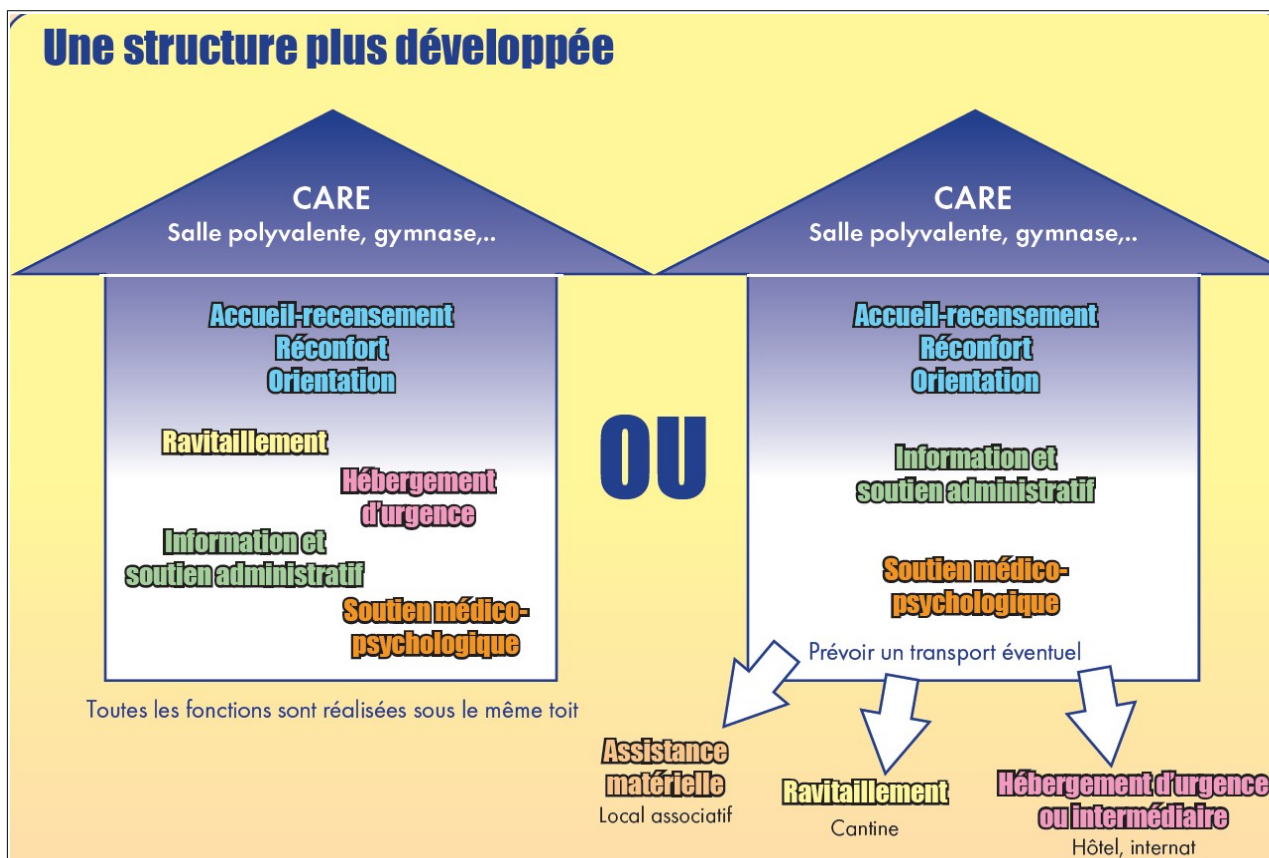 Une structure plus développée
CARE
Salle polyvalente, gymnase,..
Accueil-recensement
Réconfort
Orientation
Ravitaillement
Hébergement
d'urgence
Information et
soutien administratif
Soutien médico-
psychologique
Toutes les fonctions sont réalisées sous le même toit
OU
CARE
Salle polyvalente, gymnase,..
Accueil-recensement
Réconfort
Orientation
Information et
soutien administratif
Soutien médico-
psychologique
Prévoir un transport éventuel
Assistance
matérielle
Local associatif
Ravitaillement
Cantine
Hébergement d'urgence
ou intermédiaire
Hôtel, internat